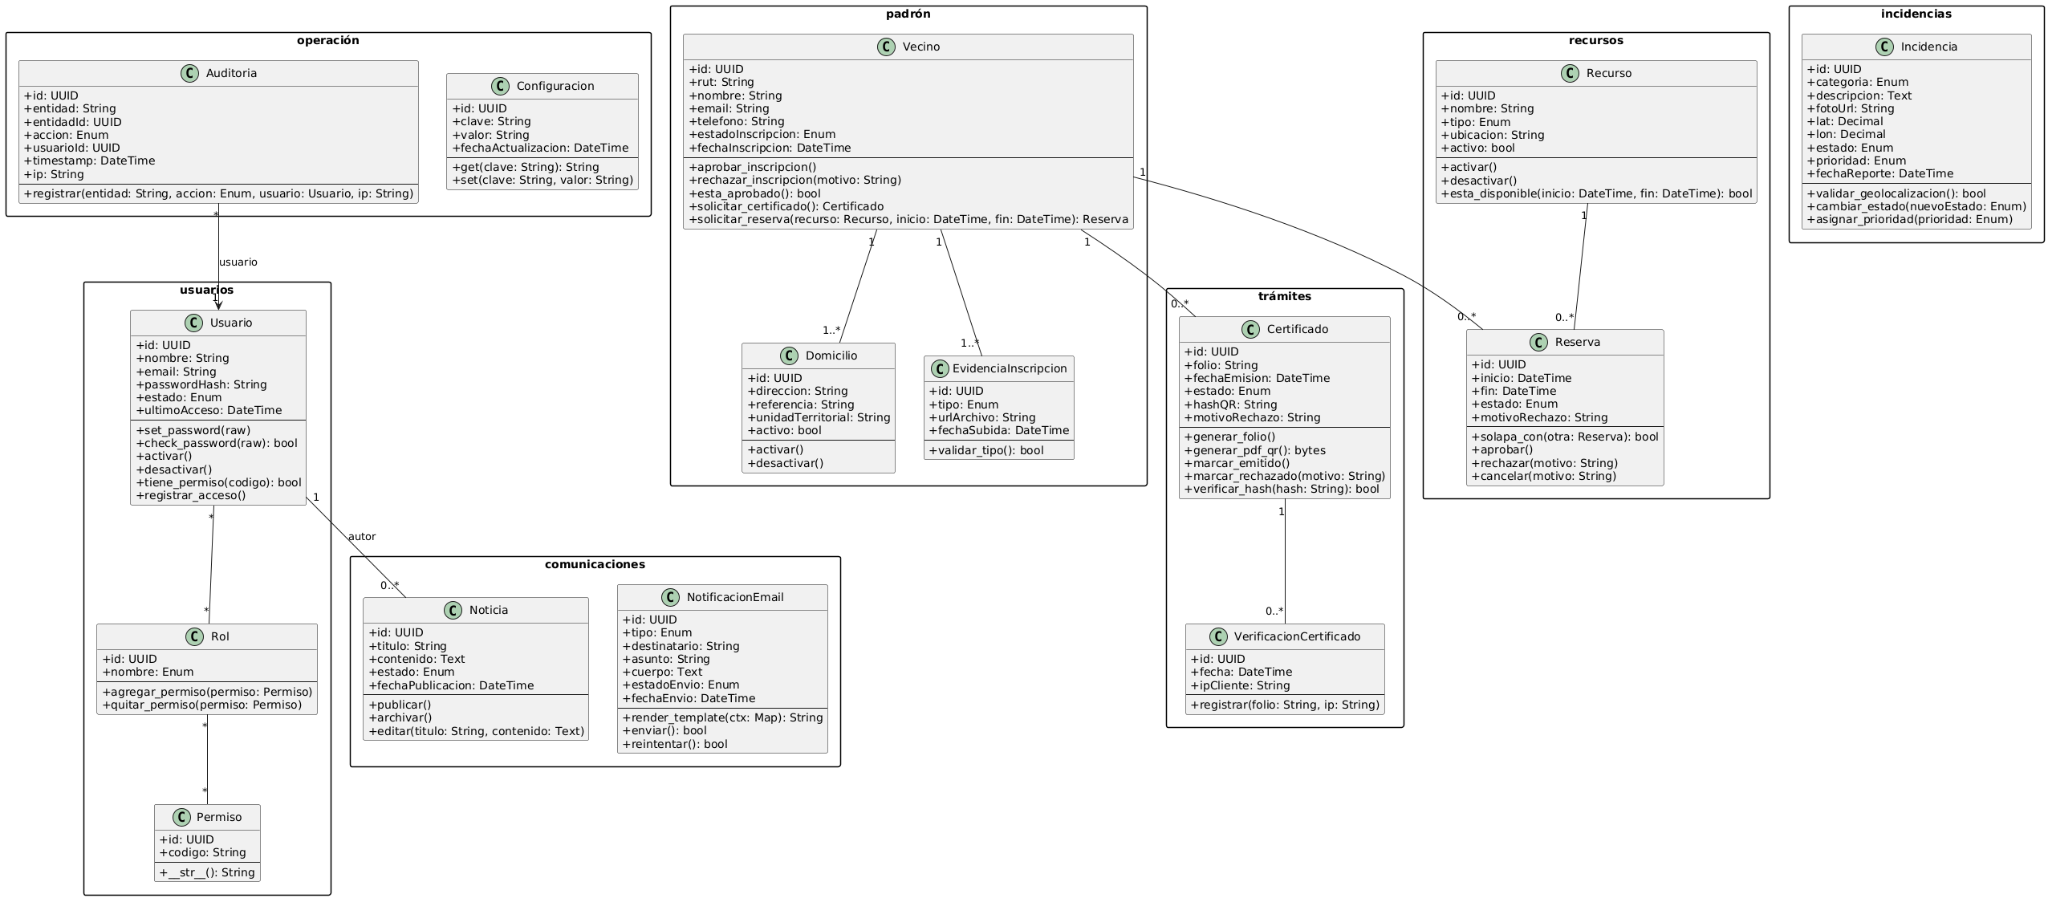 operación
C Auditoria
+id: UUID
+entidad: String
+entidadId: UUID
+accion: Enum
+usuarioId: UUID
+timestamp: DateTime
+ip: String
+registrar(entidad: String, accion: Enum, usuario: Usuario, ip: String)
C Configuracion
+id: UUID
+clave: String
+valor: String
+fechaActualizacion: DateTime
+get(clave: String): String
+set(clave: String, valor: String)
*
usuario
1
usuarios
C Usuario
+id: UUID
+nombre: String
+email: String
+passwordHash: String
+estado: Enum
+ultimoAcceso: DateTime
+set_password(raw)
+check_password(raw): bool
+activar()
+desactivar()
+tiene_permiso(codigo): bool
+registrar_acceso()
*
*
C Rol
+id: UUID
+nombre: Enum
+agregar_permiso(permiso: Permiso)
+quitar_permiso(permiso: Permiso)
*
*
C Permiso
+id: UUID
+codigo: String
+__str__(): String
1
autor
0..*
comunicaciones
C Noticia
+id: UUID
+titulo: String
+contenido: Text
+estado: Enum
+fechaPublicacion: DateTime
+publicar()
+archivar()
+editar(titulo: String, contenido: Text)
C NotificacionEmail
+id: UUID
+tipo: Enum
+destinatario: String
+asunto: String
+cuerpo: Text
+estadoEnvio: Enum
+fechaEnvio: DateTime
+render_template(ctx: Map): String
+enviar(): bool
+reintentar(): bool
padrón
C Vecino
+id: UUID
+rut: String
+nombre: String
+email: String
+telefono: String
+estadoInscripcion: Enum
+fechaInscripcion: DateTime
+aprobar_inscripcion()
+rechazar_inscripcion(motivo: String)
+esta_aprobado(): bool
+solicitar_certificado(): Certificado
+solicitar_reserva(recurso: Recurso, inicio: DateTime, fin: DateTime): Reserva
1
1
1
1
1..*
1..*
C Domicilio
+id: UUID
+direccion: String
+referencia: String
+unidadTerritorial: String
+activo: bool
+activar()
+desactivar()
C EvidenciaInscripcion
+id: UUID
+tipo: Enum
+urlArchivo: String
+fechaSubida: DateTime
+validar_tipo(): bool
trámites
0..*
C Certificado
+id: UUID
+folio: String
+fechaEmision: DateTime
+estado: Enum
+hashQR: String
+motivoRechazo: String
+generar_folio()
+generar_pdf_qr(): bytes
+marcar_emitido()
+marcar_rechazado(motivo: String)
+verificar_hash(hash: String): bool
1
0..*
C VerificacionCertificado
+id: UUID
+fecha: DateTime
+ipCliente: String
+registrar(folio: String, ip: String)
recursos
C Recurso
+id: UUID
+nombre: String
+tipo: Enum
+ubicacion: String
+activo: bool
+activar()
+desactivar()
+esta_disponible(inicio: DateTime, fin: DateTime): bool
1
0..*
0..*
C Reserva
+id: UUID
+inicio: DateTime
+fin: DateTime
+estado: Enum
+motivoRechazo: String
+solapa_con(otra: Reserva): bool
+aprobar()
+rechazar(motivo: String)
+cancelar(motivo: String)
incidencias
C Incidencia
+id: UUID
+categoria: Enum
+descripcion: Text
+fotoUrl: String
+lat: Decimal
+lon: Decimal
+estado: Enum
+prioridad: Enum
+fechaReporte: DateTime
+validar_geolocalizacion(): bool
+cambiar_estado(nuevoEstado: Enum)
+asignar_prioridad(prioridad: Enum)